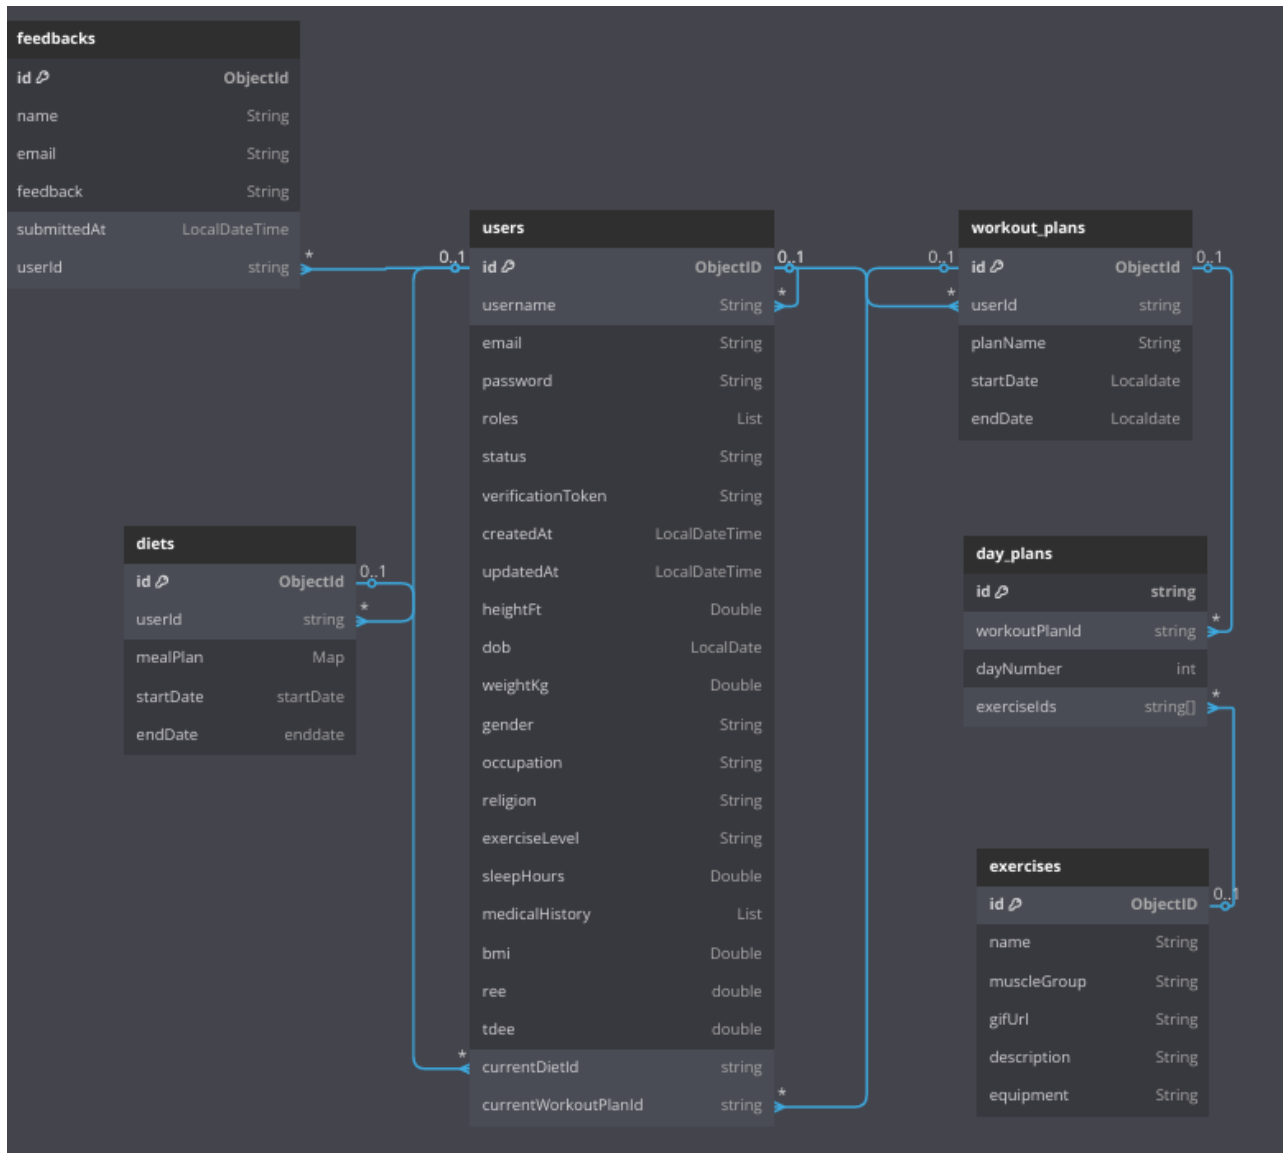 feedbacks
id ObjectId
name String
email String
feedback String
submittedAt LocalDateTime
userId string
*
0..1
users
id ObjectID
username String
email String
password String
roles List
status String
verificationToken String
createdAt LocalDateTime
updatedAt LocalDateTime
heightFt Double
dob LocalDate
weightKg Double
gender String
occupation String
religion String
exerciseLevel String
sleepHours Double
medicalHistory List
bmi Double
ree double
tdee double
currentDietId string
currentWorkoutPlanId string
0..1
*
*
*
diets
id ObjectId
userId string
mealPlan Map
startDate startDate
endDate enddate
0..1
*
0..1
*
workout_plans
id ObjectId
userId string
planName String
startDate Localdate
endDate Localdate
0..1
day_plans
id string
workoutPlanId string
dayNumber int
exerciseIds string[]
*
*
exercises
id ObjectID
name String
muscleGroup String
gifUrl String
description String
equipment String
0..1